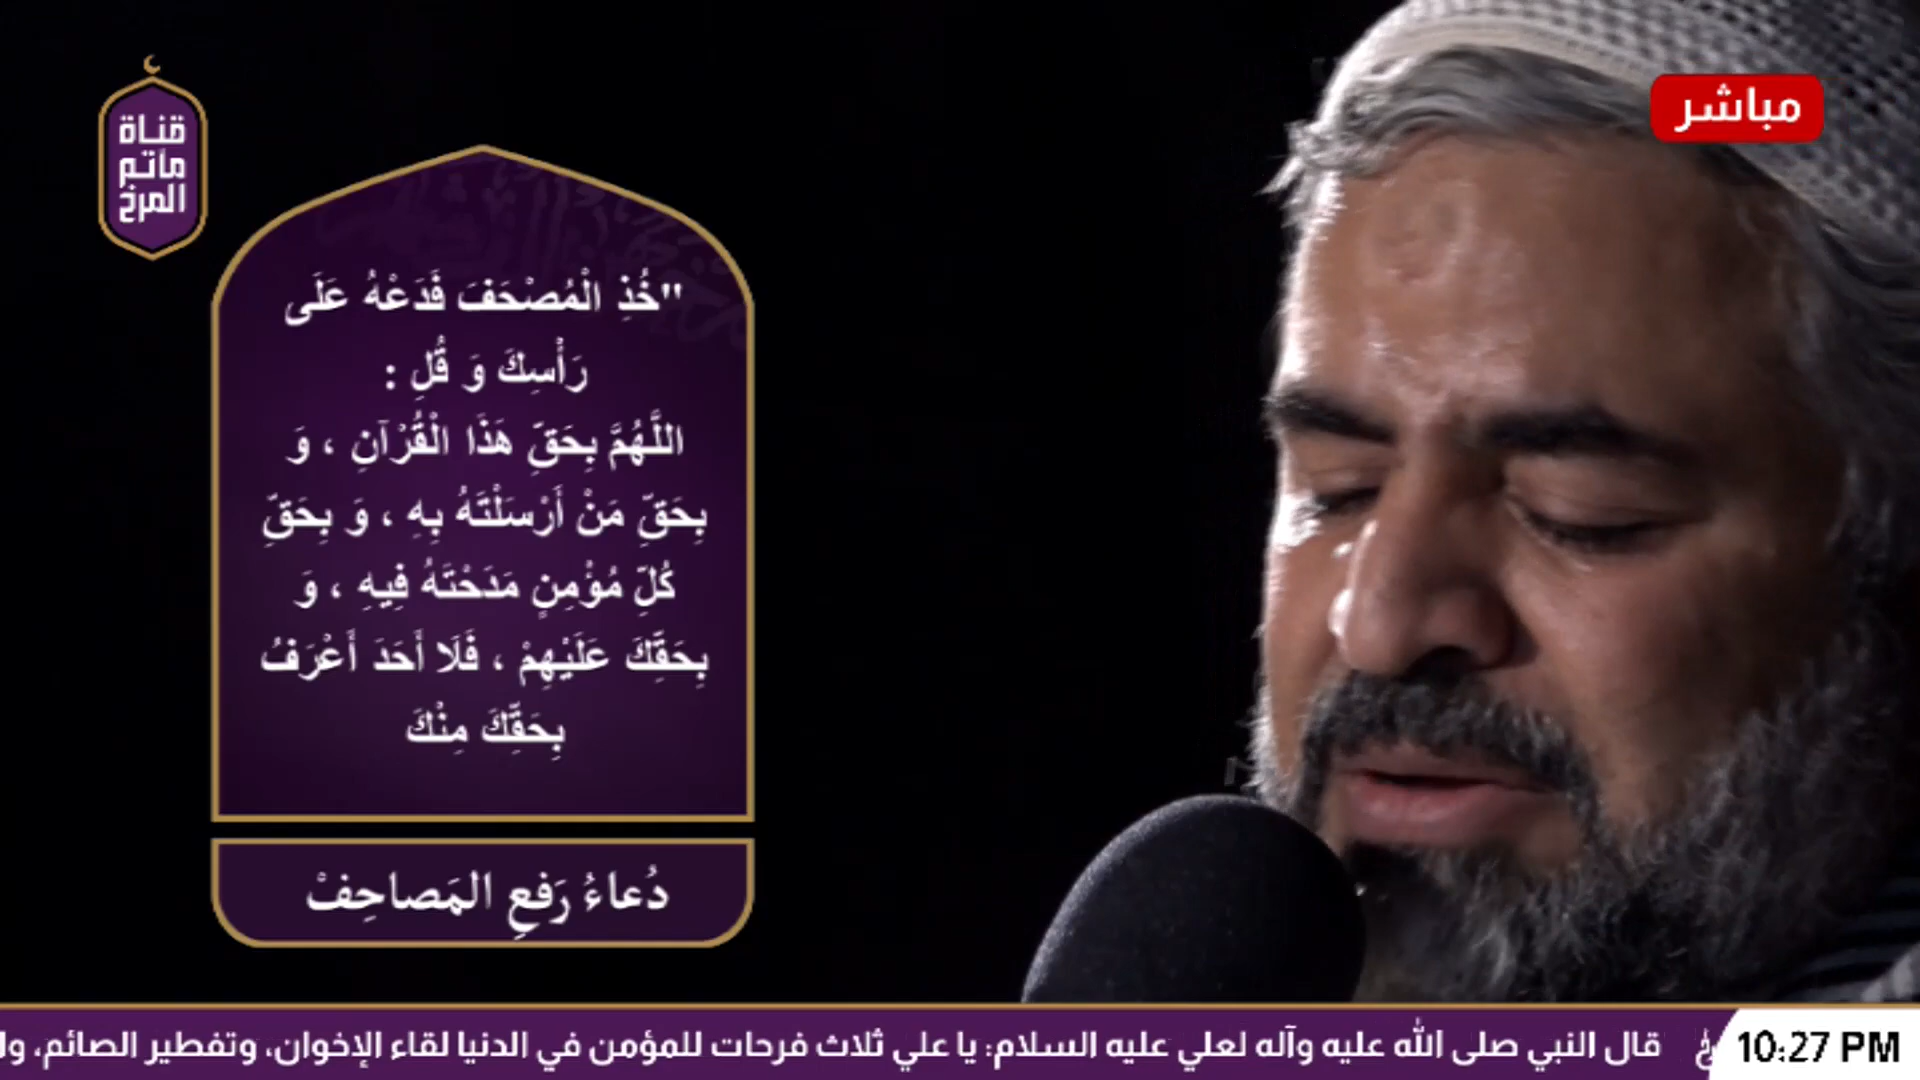 قناة
مأتم
المرخ
مباشر
"خُذِ الْمُصْحَفَ فَدَعْهُ عَلَى
رَأْسِكَ وَ قُلِ :
اللَّهُمَّ بِحَقِّ هَذَا الْقُرْآنِ ، وَ
بِحَقِّ مَنْ أَرْسَلْتَهُ بِهِ ، وَ بِحَقِّ
كُلِّ مُؤْمِنٍ مَدَحْتَهُ فِيهِ ، وَ
بِحَقِّكَ عَلَيْهِمْ ، فَلَا أَحَدَ أَعْرَفُ
بِحَقِّكَ مِنْكَ
دُعاءُ رَفعِ المَصاحِفْ
قال النبي صلى الله عليه وآله لعلي عليه السلام: يا علي ثلاث فرحات للمؤمن في الدنيا لقاء الإخوان، وتفطير الصائم،
10:27 PM